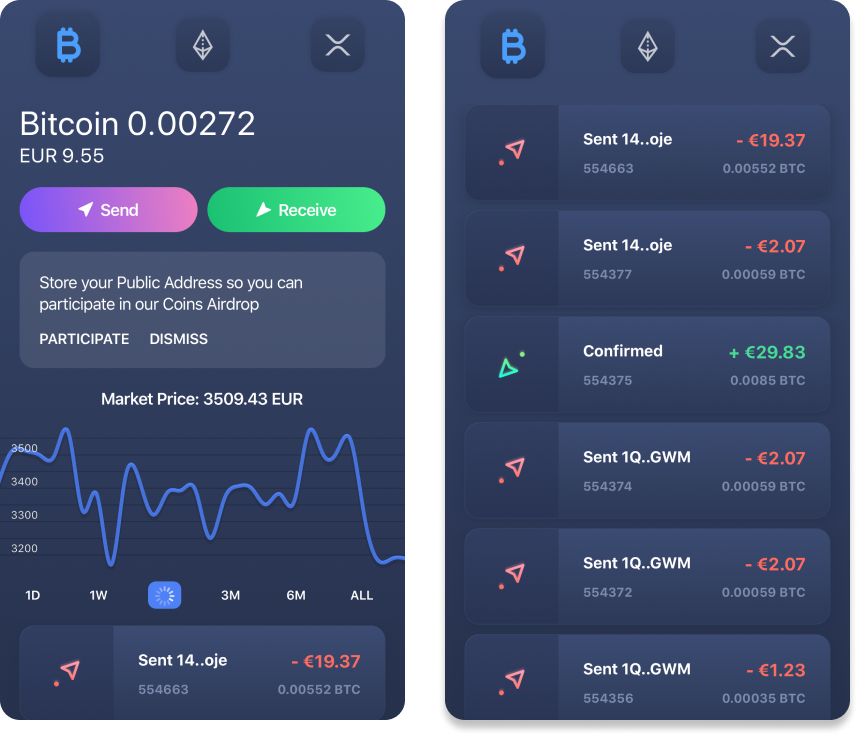 Bitcoin 0.00272
EUR 9.55
Send
Receive
Store your Public Address so you can
participate in our Coins Airdrop
PARTICIPATE DISMISS
Market Price: 3509.43 EUR
3500
3400
3300
3200
1D 1W 3M 6M ALL
Sent 14..oje - €19.37
554663 0.00552 BTC
Sent 14..oje - €19.37
554663 0.00552 BTC
Sent 14..oje - €2.07
554377 0.00059 BTC
Confirmed + €29.83
554375 0.0085 BTC
Sent 1Q..GWM - €2.07
554374 0.00059 BTC
Sent 1Q..GWM - €2.07
554372 0.00059 BTC
Sent 1Q..GWM - €1.23
554356 0.00035 BTC